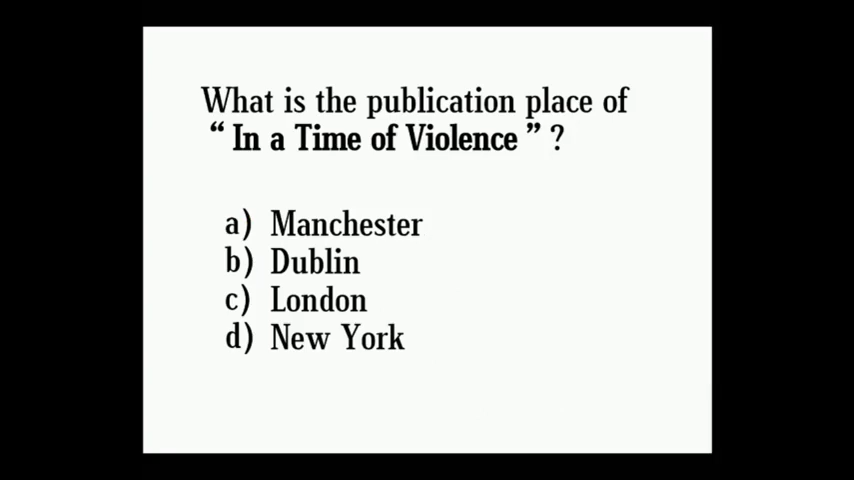 What is the publication place of
“ In a Time of Violence ” ?
a) Manchester
b) Dublin
c) London
d) New York